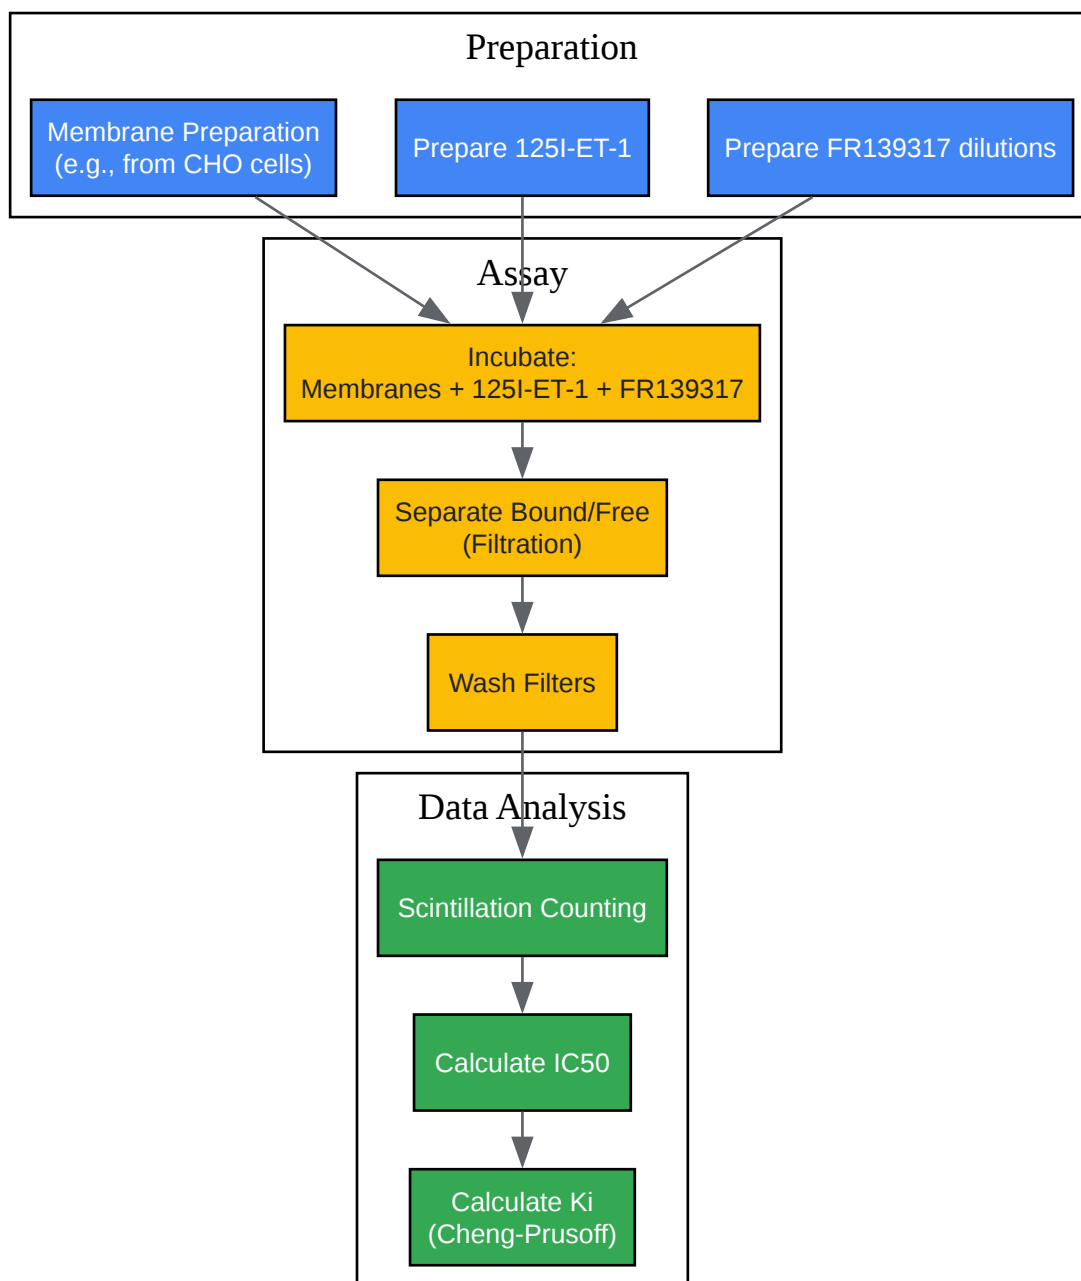 Preparation
Membrane Preparation
(e.g., from CHO cells)
Prepare 125I-ET-1
Prepare FR139317 dilutions
Assay
Incubate:
Membranes + 125I-ET-1 + FR139317
Separate Bound/Free
(Filtration)
Wash Filters
Data Analysis
Scintillation Counting
Calculate IC50
Calculate Ki
(Cheng-Prusoff)